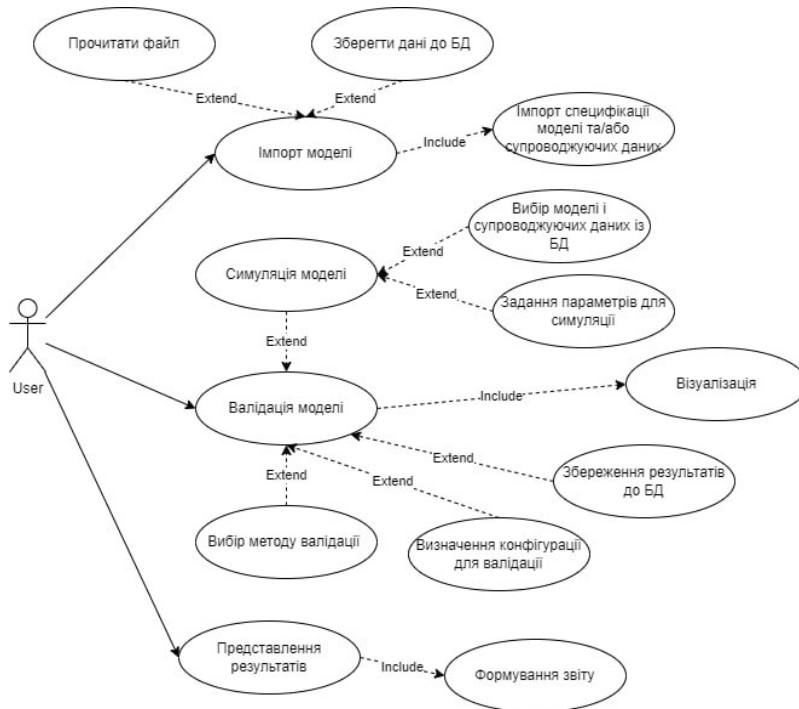 Прочитати файл
Зберегти дані до БД
Extend
Extend
Імпорт моделі
Include
Імпорт специфікації
моделі та/або
супроводжуючих даних
Вибір моделі і
супроводжуючих даних із
БД
Extend
Симуляція моделі
Extend
Задання параметрів для
симуляції
Extend
User
Валідація моделі
Include
Візуалізація
Extend
Збереження результатів
до БД
Extend
Extend
Вибір методу валідації
Визначення конфігурації
для валідації
Представлення
результатів
Include
Формування звіту